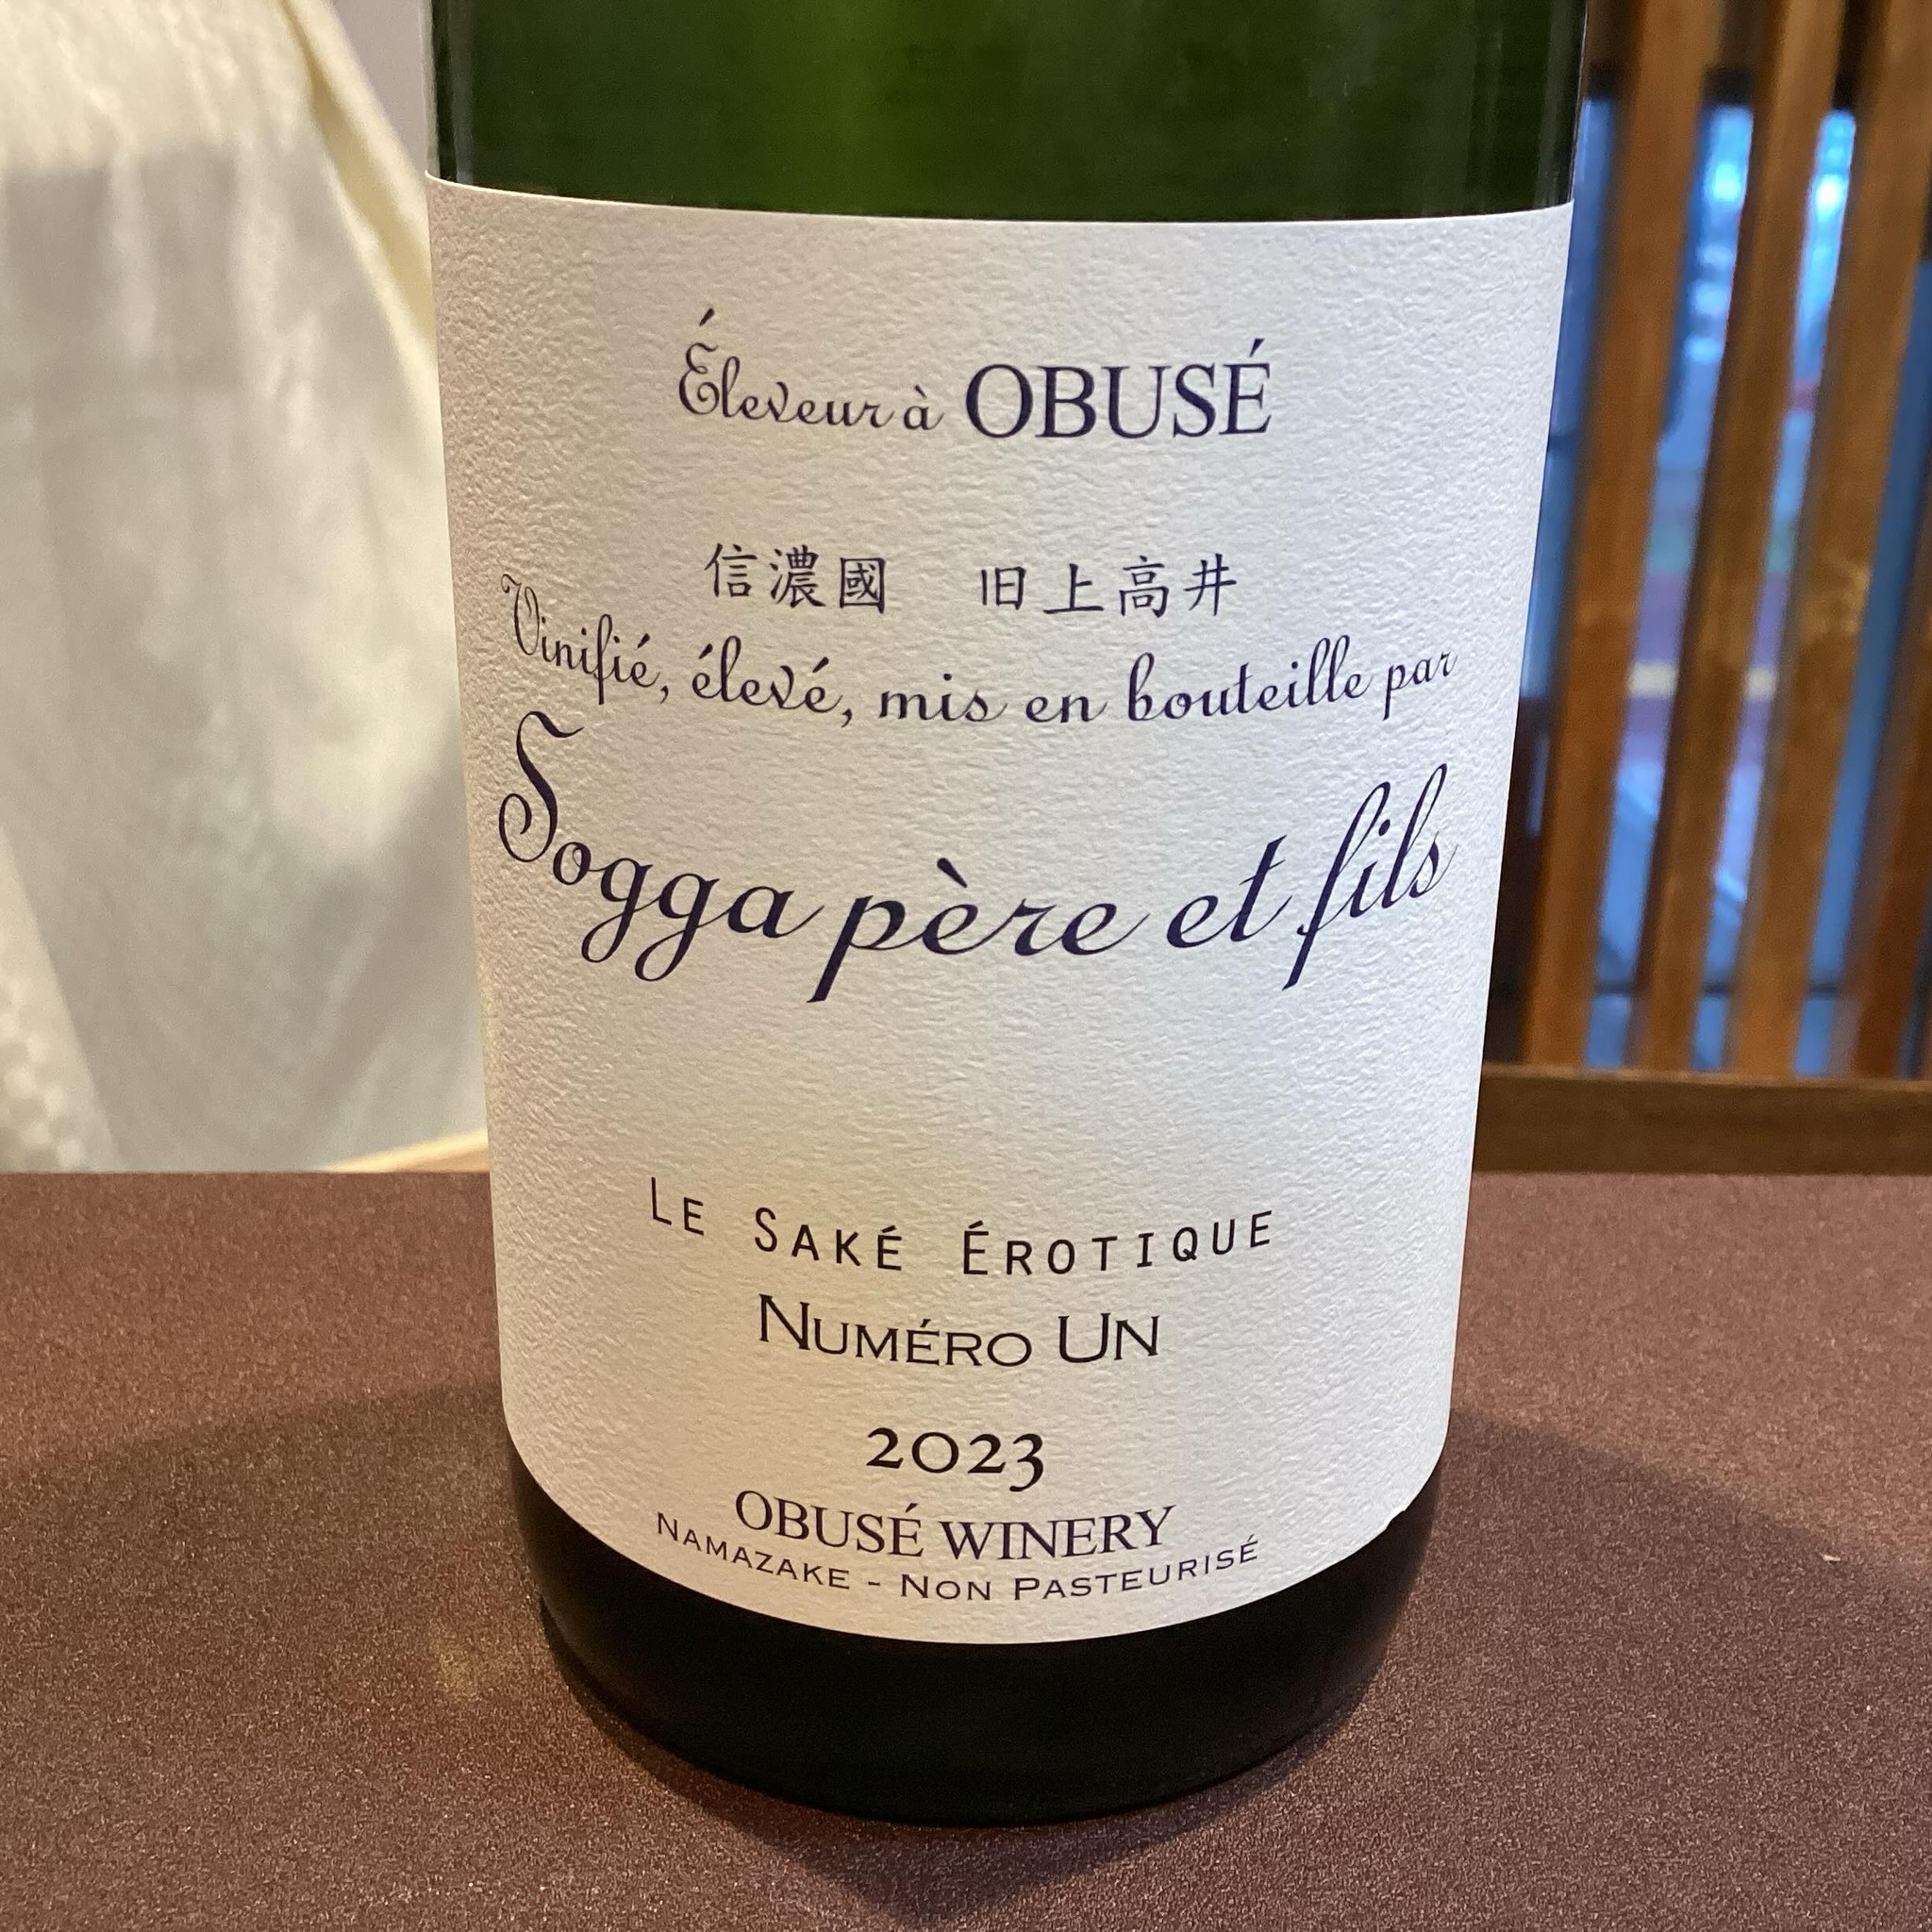 Éleveur à OBUSÉ
信濃國 旧上高井
Vinifié, élevé, mis en bouteille par
Sogga père et fils
LE SAKÉ ÉROTIQUE
NUMÉRO UN
2023
OBUSÉ WINERY
NAMAZAKE - NON PASTEURISÉ